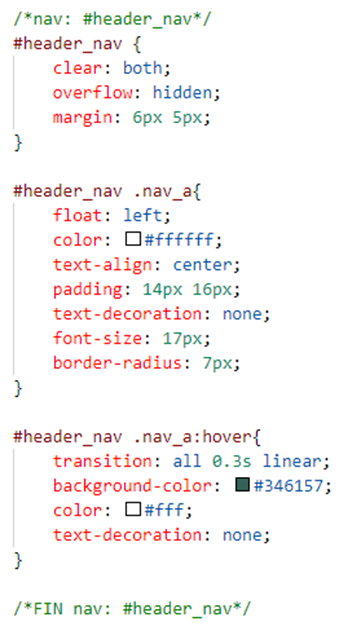 /*nav: #header_nav*/
#header_nav {
clear: both;
overflow: hidden;
margin: 6px 5px;
}
#header_nav .nav_a{
float: left;
color: #ffffff;
text-align: center;
padding: 14px 16px;
text-decoration: none;
font-size: 17px;
border-radius: 7px;
}
#header_nav .nav_a:hover{
transition: all 0.3s linear;
background-color: #346157;
color: #fff;
text-decoration: none;
}
/*FIN nav: #header_nav*/